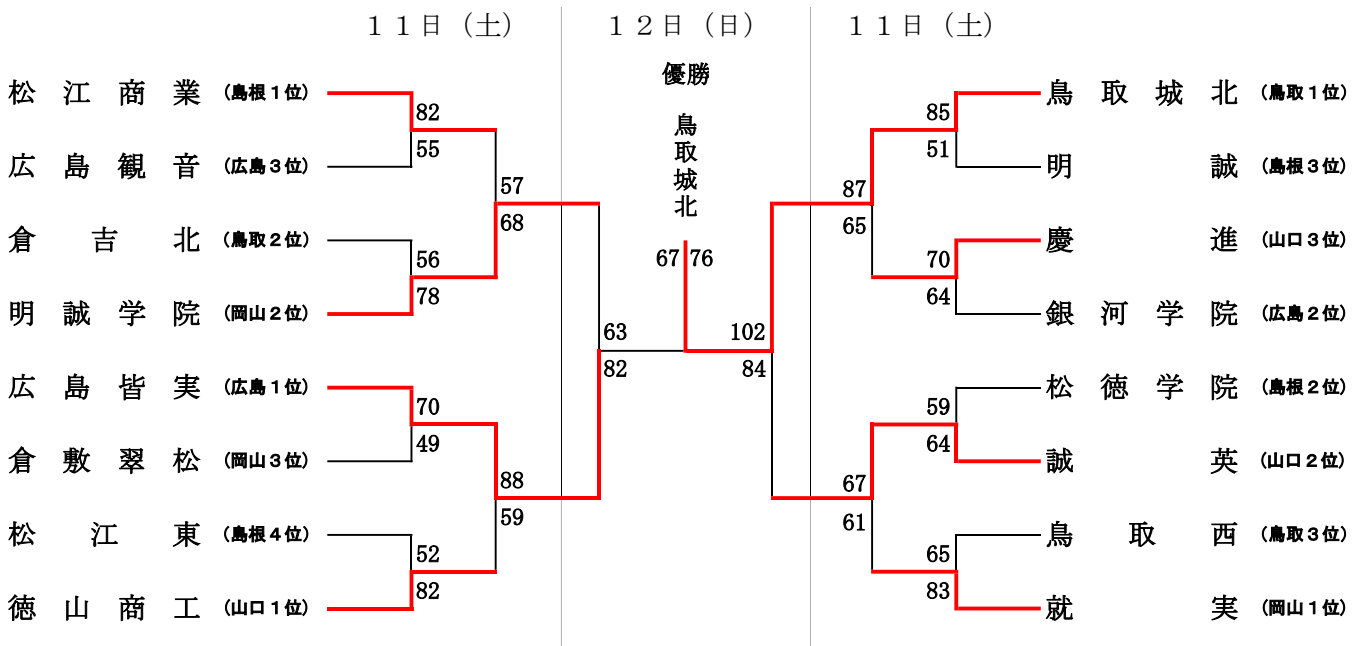 １１日（土）
１２日（日）
１１日（土）
優勝
鳥取城北
67 76
松江商業 (島根１位)
82
55
広島観音 (広島３位)
57
68
倉吉北 (鳥取２位)
56
78
明誠学院 (岡山２位)
63
82
広島皆実 (広島１位)
70
49
倉敷翠松 (岡山３位)
88
59
松江東 (島根４位)
52
82
徳山商工 (山口１位)
鳥取城北 (鳥取１位)
85
51
明誠 (島根３位)
87
65
慶進 (山口３位)
70
64
銀河学院 (広島２位)
102
84
松徳学院 (島根２位)
59
64
誠英 (山口２位)
67
61
鳥取西 (鳥取３位)
65
83
就実 (岡山１位)